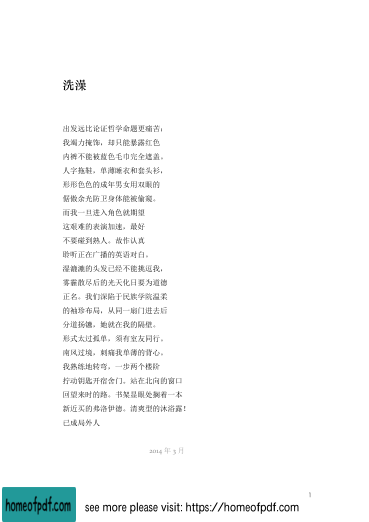 洗澡
出发远比论证哲学命题更痛苦：
我竭力掩饰，却只能暴露红色
内裤不能被蓝色毛巾完全遮盖。
人字拖鞋，单薄睡衣和套头衫，
形形色色的成年男女用双眼的
倨傲余光防卫身体能被偷窥。
而我一旦进入角色就期望
这艰难的表演加速，最好
不要碰到熟人。故作认真
聆听正在广播的英语对白。
湿漉漉的头发已经不能挑逗我，
雾霾散尽后的光天化日要为道德
正名。我们深陷于民族学院温柔
的袖珍布局，从同一扇门进去后
分道扬镳，她就在我的隔壁。
形式太过孤单，须有室友同行。
南风过境，刺痛我单薄的背心。
我熟练地转弯，一步两个楼阶
拧动钥匙开宿舍门。站在北向的窗口
回望来时的路。书架是眼处搁着一本
新近买的弗洛伊德。清爽型的沐浴露！
已成局外人
2014 年 5 月
1
homeofpdf.com
see more please visit: https://homeofpdf.com